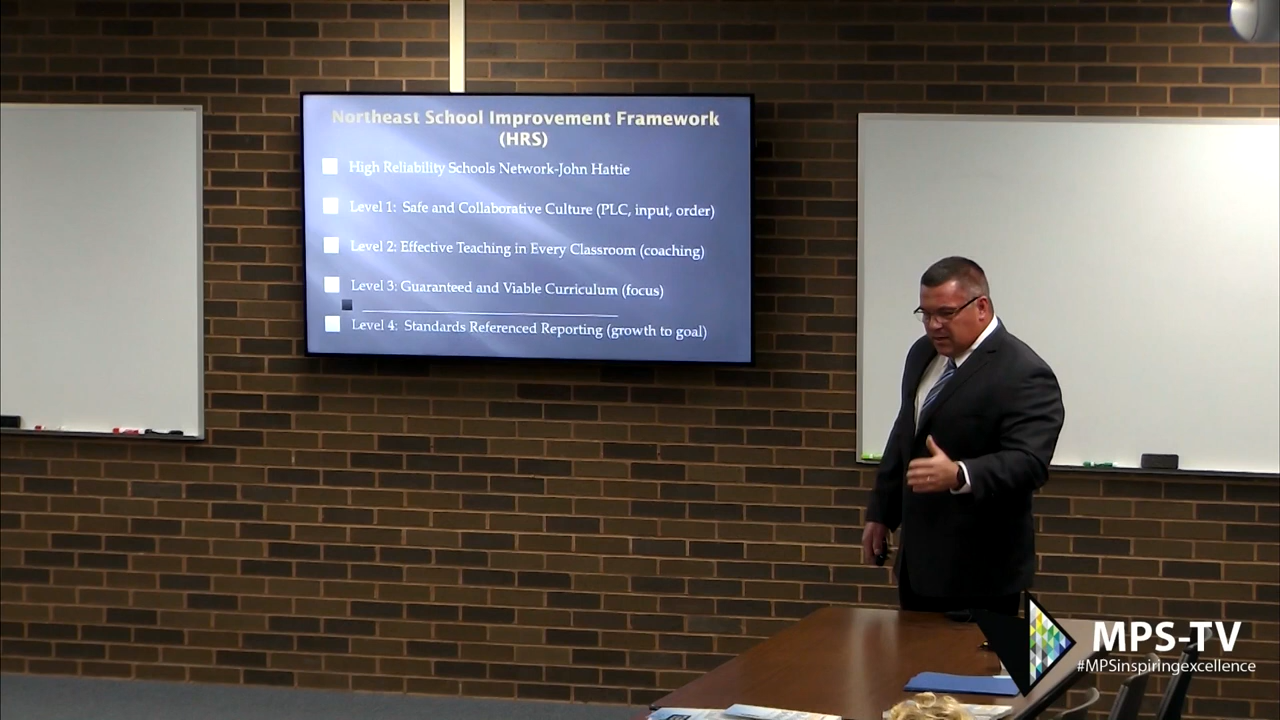 Northeast School Improvement Framework
(HRS)
High Reliability Schools Network-John Hattie
Level 1: Safe and Collaborative Culture (PLC, input, order)
Level 2: Effective Teaching in Every Classroom (coaching)
Level 3: Guaranteed and Viable Curriculum (focus)
Level 4: Standards Referenced Reporting (growth to goal)
MPS-TV
#MPSinspiringexcellence